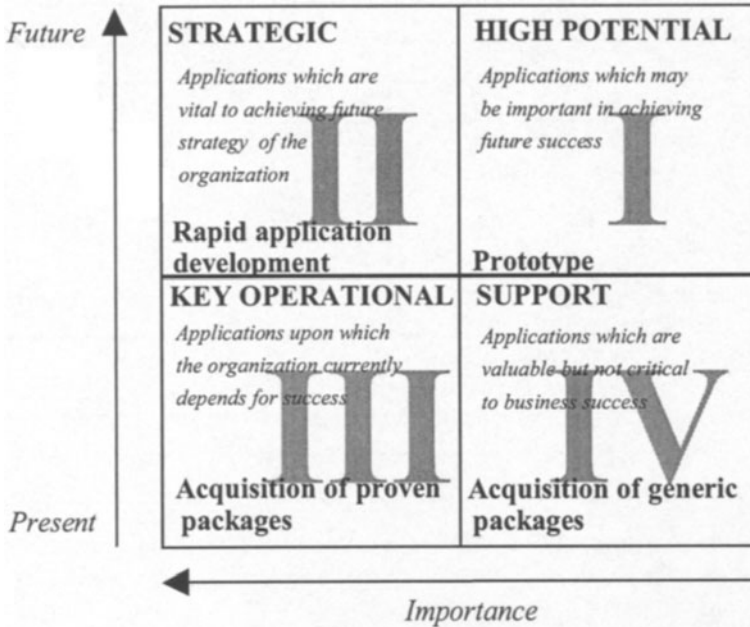 Future
STRATEGIC
Applications which are
vital to achieving future
strategy of the
organization
II
Rapid application
development
HIGH POTENTIAL
Applications which may
be important in achieving
future success
I
Prototype
KEY OPERATIONAL
Applications upon which
the organization currently
depends for success
III
Acquisition of proven
packages
SUPPORT
Applications which are
valuable but not critical
to business success
IV
Acquisition of generic
packages
Present
Importance